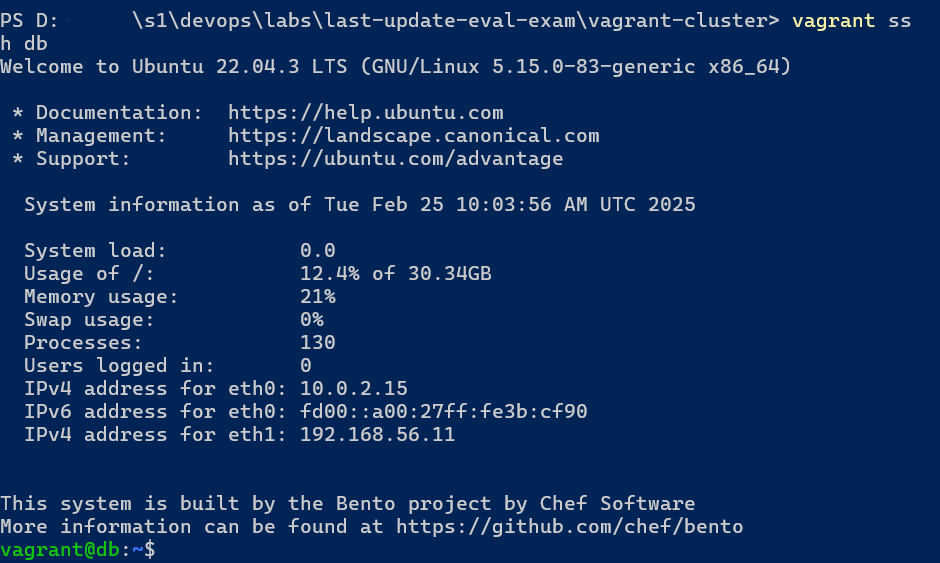 PS D: \s1\devops\labs\last-update-eval-exam\vagrant-cluster> vagrant ss
h db
Welcome to Ubuntu 22.04.3 LTS (GNU/Linux 5.15.0-83-generic x86_64)
* Documentation: https://help.ubuntu.com
* Management: https://landscape.canonical.com
* Support: https://ubuntu.com/advantage
System information as of Tue Feb 25 10:03:56 AM UTC 2025
System load: 0.0
Usage of /: 12.4% of 30.34GB
Memory usage: 21%
Swap usage: 0%
Processes: 130
Users logged in: 0
IPv4 address for eth0: 10.0.2.15
IPv6 address for eth0: fd00::a00:27ff:fe3b:cf90
IPv4 address for eth1: 192.168.56.11
This system is built by the Bento project by Chef Software
More information can be found at https://github.com/chef/bento
vagrant@db:~$